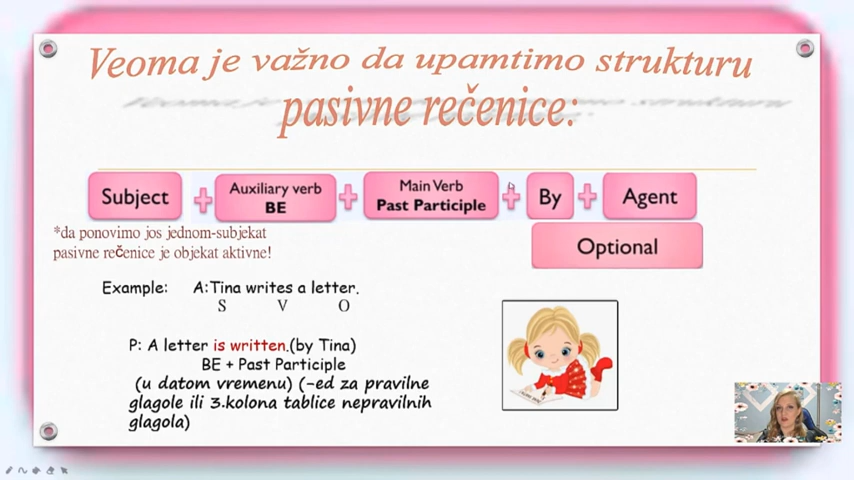 Veoma je važno da upamtimo strukturu
pasivne rečenice:
Subject + Auxiliary verb BE + Main Verb Past Participle + By + Agent
Optional
*da ponovimo jos jednom-subjekat
pasivne rečenice je objekat aktivne!
Example: A:Tina writes a letter.
S V O
P: A letter is written.(by Tina)
BE + Past Participle
(u datom vremenu) (-ed za pravilne
glagole ili 3.kolona tablice nepravilnih
glagola)